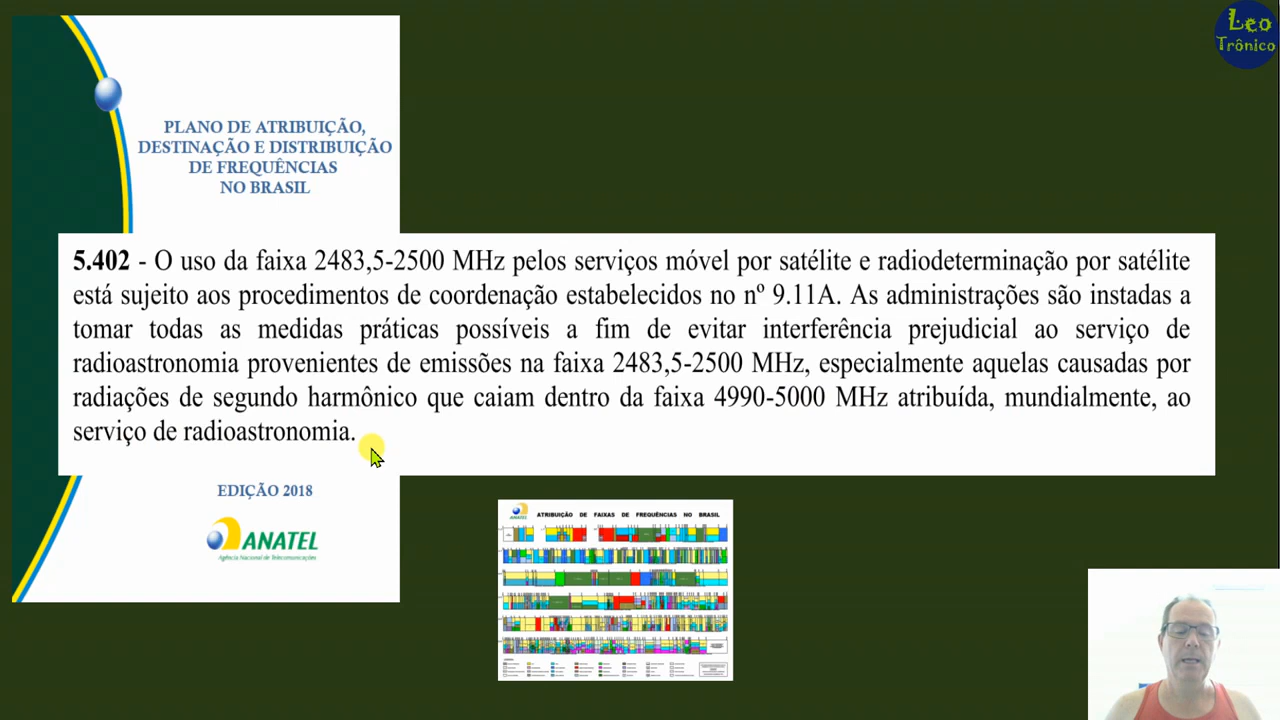 Leo
Trônico
PLANO DE ATRIBUIÇÃO,
DESTINAÇÃO E DISTRIBUIÇÃO
DE FREQUÊNCIAS
NO BRASIL
5.402 - O uso da faixa 2483,5-2500 MHz pelos serviços móvel por satélite e radiodeterminação por satélite
está sujeito aos procedimentos de coordenação estabelecidos no nº 9.11A. As administrações são instadas a
tomar todas as medidas práticas possíveis a fim de evitar interferência prejudicial ao serviço de
radioastronomia provenientes de emissões na faixa 2483,5-2500 MHz, especialmente aquelas causadas por
radiações de segundo harmônico que caiam dentro da faixa 4990-5000 MHz atribuída, mundialmente, ao
serviço de radioastronomia.
EDIÇÃO 2018
ANATEL
Agência Nacional de Telecomunicações
ATRIBUIÇÃO DE FAIXAS DE FREQUÊNCIAS NO BRASIL